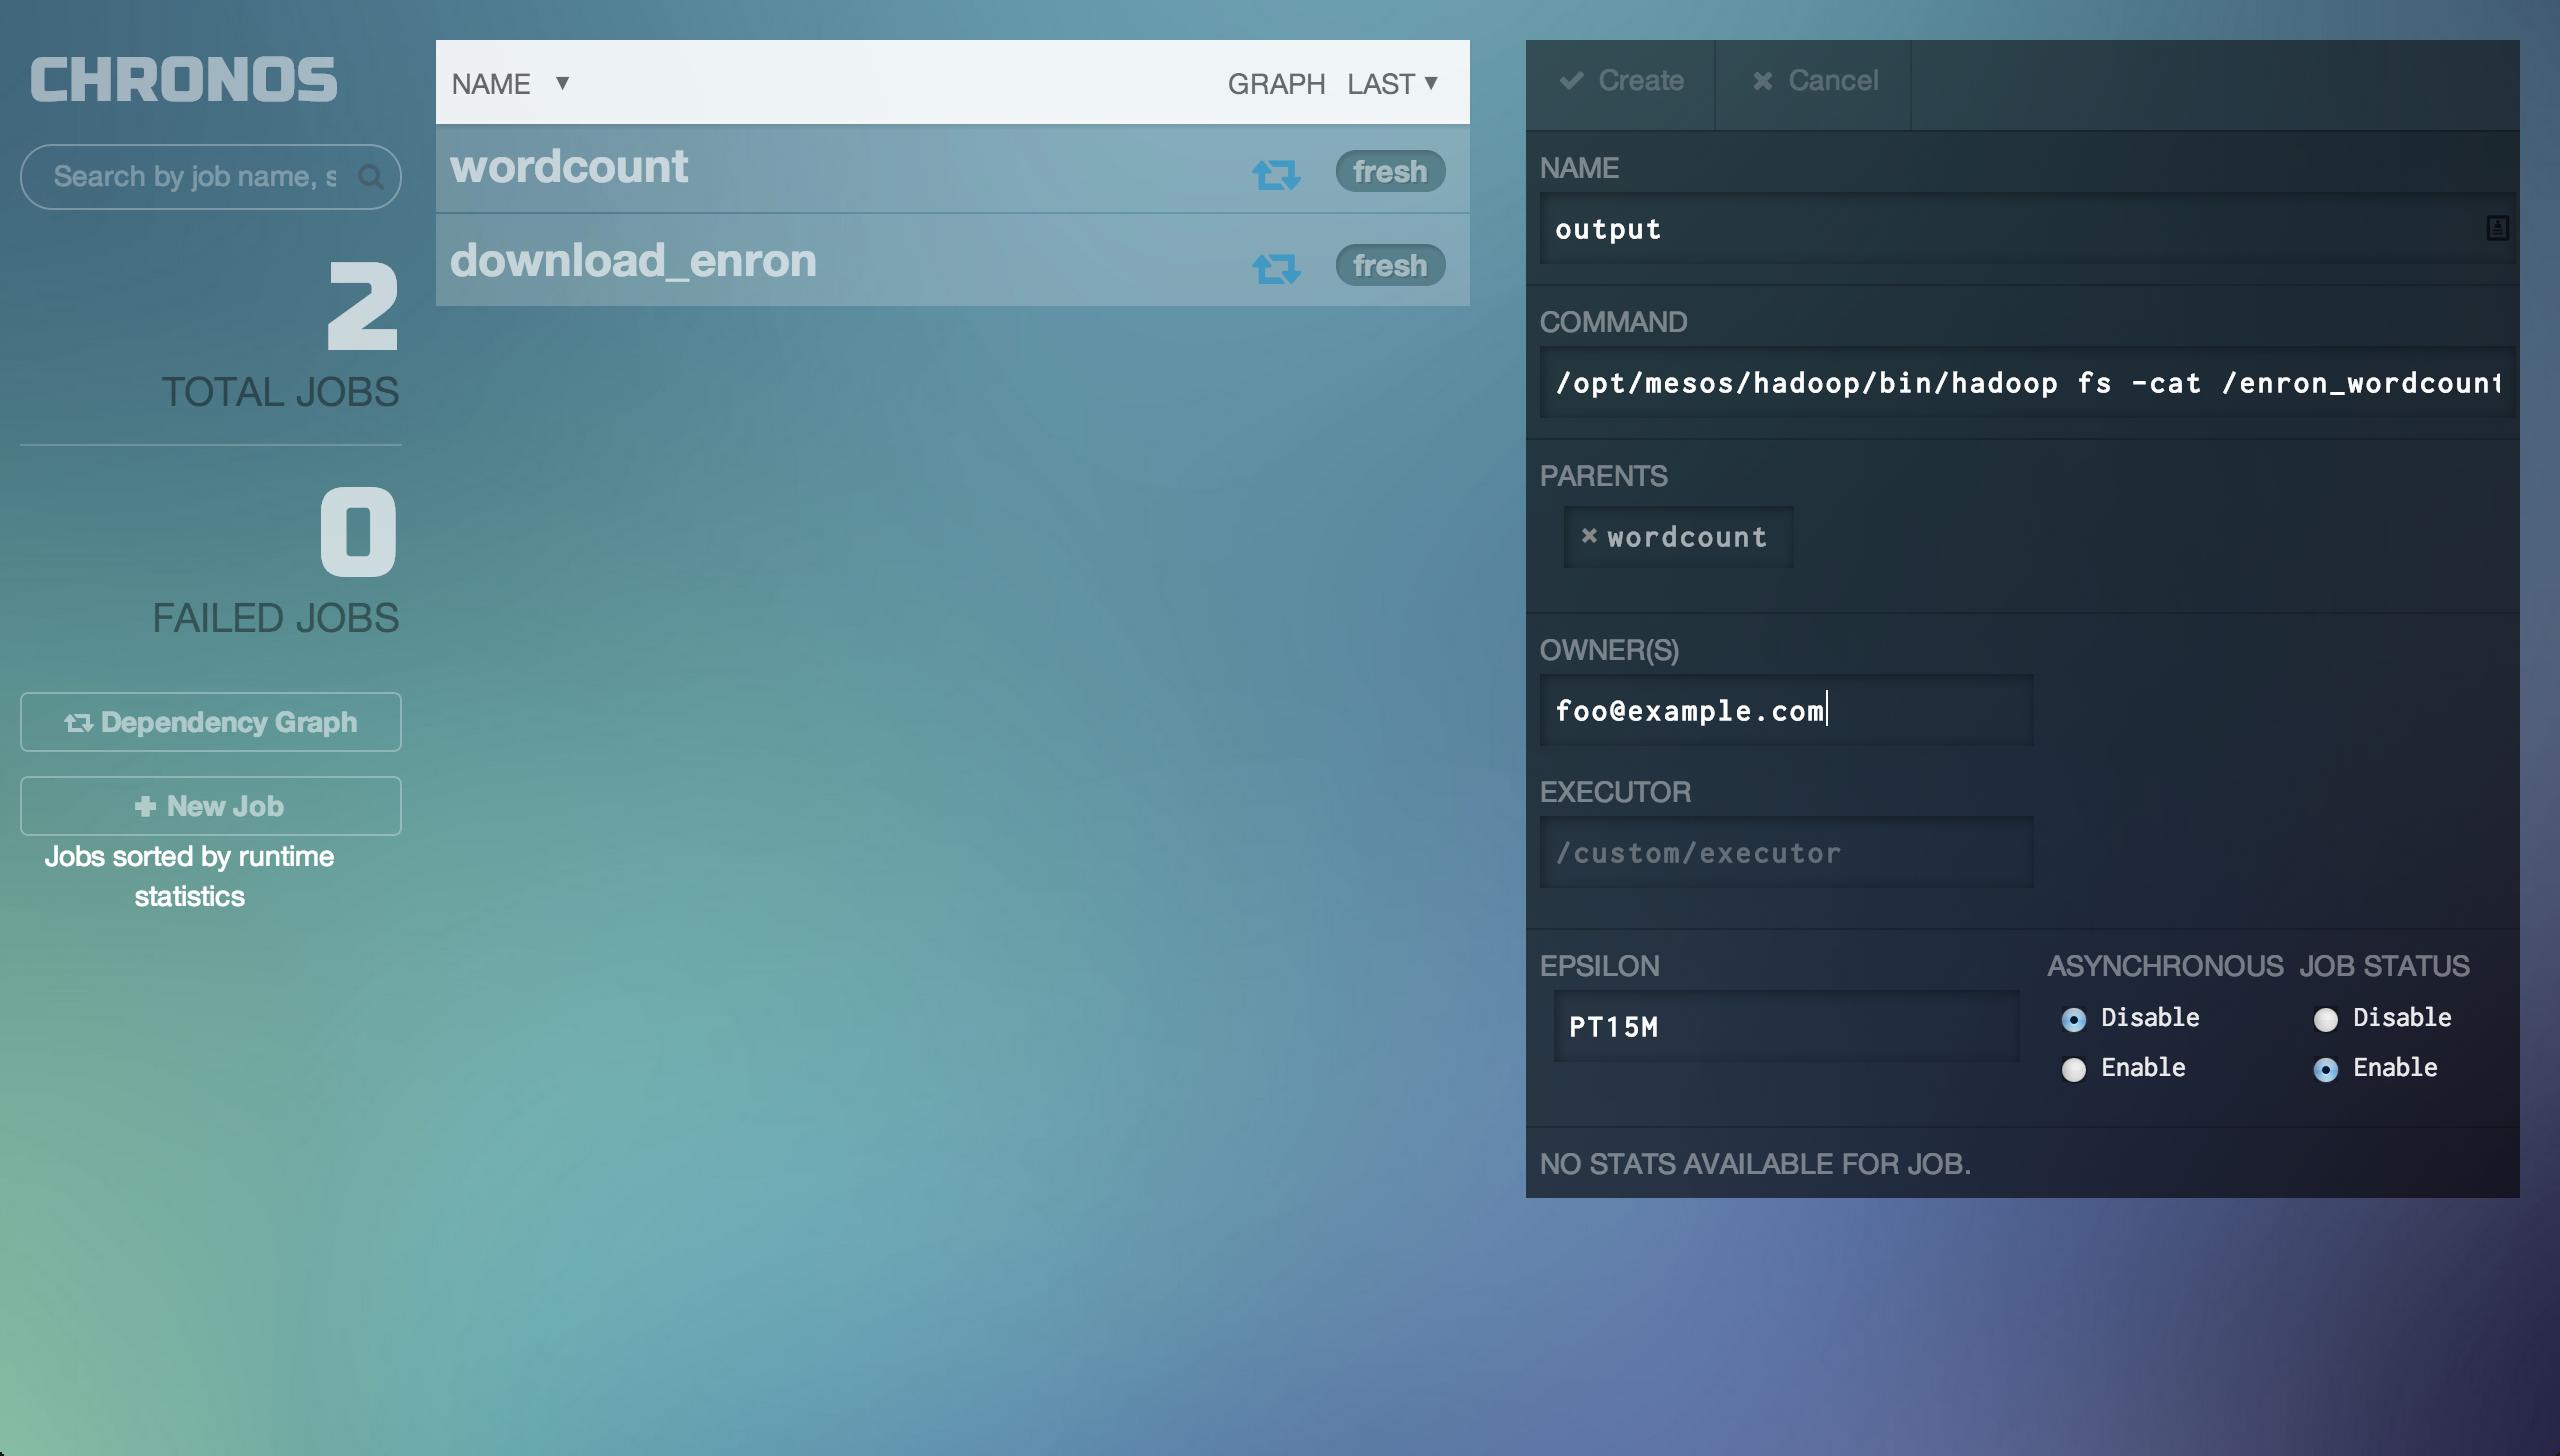 CHRONOS
Search by job name, s
2
TOTAL JOBS
0
FAILED JOBS
Dependency Graph
New Job
Jobs sorted by runtime
statistics
NAME ▼ GRAPH LAST ▼
wordcount fresh
download_enron fresh
Create Cancel
NAME
output
COMMAND
/opt/mesos/hadoop/bin/hadoop fs -cat /enron_wordcount
PARENTS
wordcount
OWNER(S)
foo@example.com
EXECUTOR
/custom/executor
EPSILON ASYNCHRONOUS JOB STATUS
PT15M Disable Disable
Enable Enable
NO STATS AVAILABLE FOR JOB.